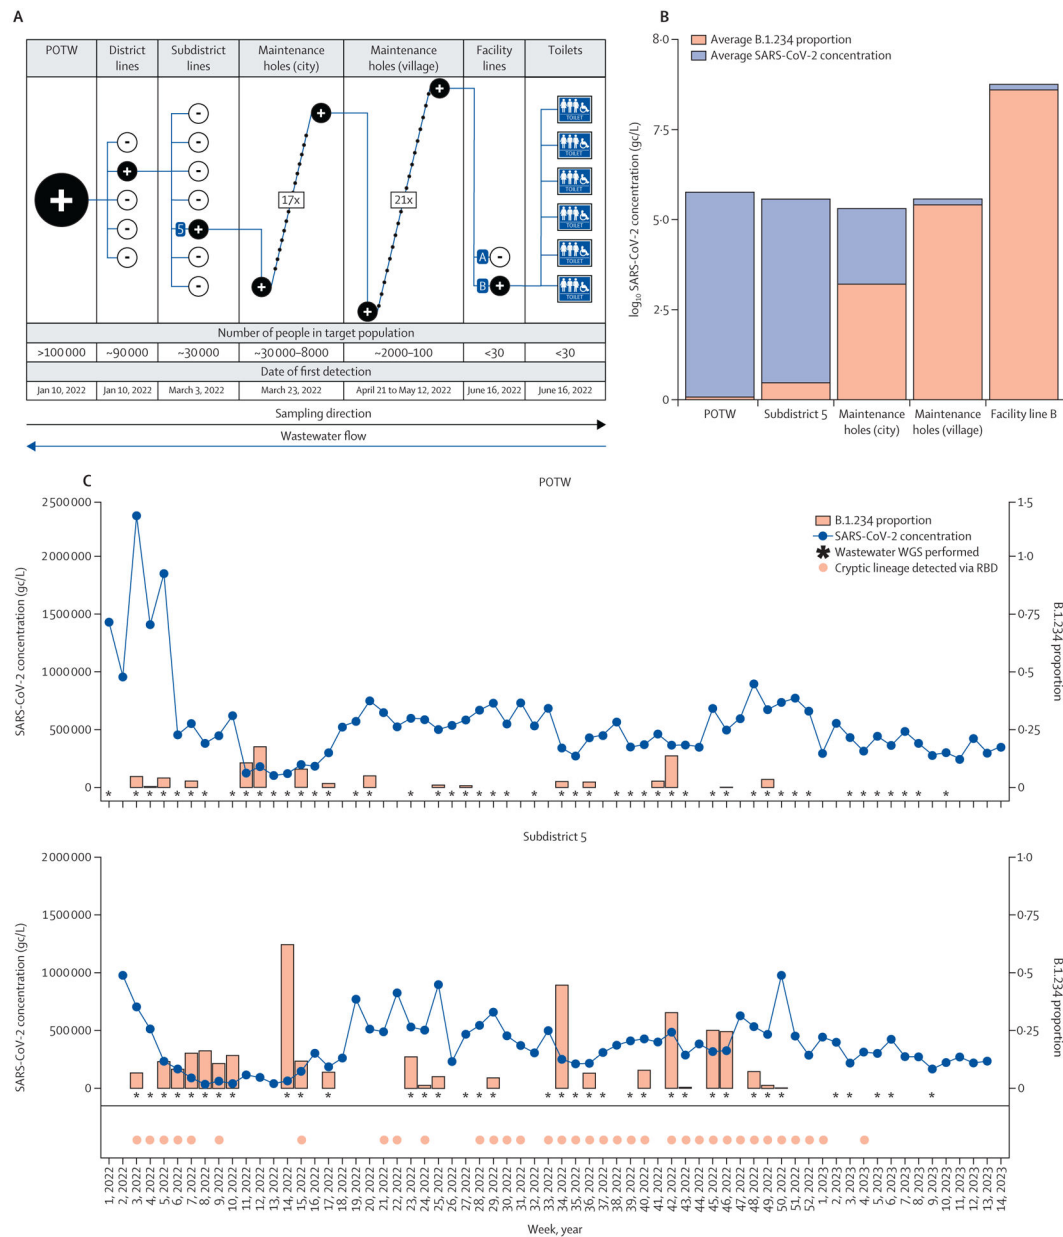 A
POTW
District
lines
Subdistrict
lines
Maintenance
holes (city)
Maintenance
holes (village)
Facility
lines
Toilets
+
-
+
-
-
-
-
-
-
-
5 +
-
-
+
17x
+
+
21x
+
A -
B +
TOILET
TOILET
TOILET
TOILET
TOILET
TOILET
Number of people in target population
>100 000
~90 000
~30 000
~30 000–8000
~2000–100
<30
<30
Date of first detection
Jan 10, 2022
Jan 10, 2022
March 3, 2022
March 23, 2022
April 21 to May 12, 2022
June 16, 2022
June 16, 2022
Sampling direction
Wastewater flow
B
Average B.1.234 proportion
Average SARS-CoV-2 concentration
log₁₀ SARS-CoV-2 concentration (gc/L)
8·0
7·5
5·0
2·5
0
POTW
Subdistrict 5
Maintenance
holes (city)
Maintenance
holes (village)
Facility line B
C
POTW
B.1.234 proportion
SARS-CoV-2 concentration
* Wastewater WGS performed
Cryptic lineage detected via RBD
SARS-CoV-2 concentration (gc/L)
2 500 000
2 000 000
1 500 000
1 000 000
500 000
0
1·5
1·0
0·75
0·5
0·25
0
B.1.234 proportion
Subdistrict 5
SARS-CoV-2 concentration (gc/L)
2 000 000
1 500 000
1 000 000
500 000
0
1·0
0·75
0·5
0·25
0
B.1.234 proportion
1, 2022
2, 2022
3, 2022
4, 2022
5, 2022
6, 2022
7, 2022
8, 2022
9, 2022
10, 2022
11, 2022
12, 2022
13, 2022
14, 2022
15, 2022
16, 2022
17, 2022
18, 2022
19, 2022
20, 2022
21, 2022
22, 2022
23, 2022
24, 2022
25, 2022
26, 2022
27, 2022
28, 2022
29, 2022
30, 2022
31, 2022
32, 2022
33, 2022
34, 2022
35, 2022
36, 2022
37, 2022
38, 2022
39, 2022
40, 2022
41, 2022
42, 2022
43, 2022
44, 2022
45, 2022
46, 2022
47, 2022
48, 2022
49, 2022
50, 2022
51, 2022
52, 2022
1, 2023
2, 2023
3, 2023
4, 2023
5, 2023
6, 2023
7, 2023
8, 2023
9, 2023
10, 2023
11, 2023
12, 2023
13, 2023
14, 2023
Week, year